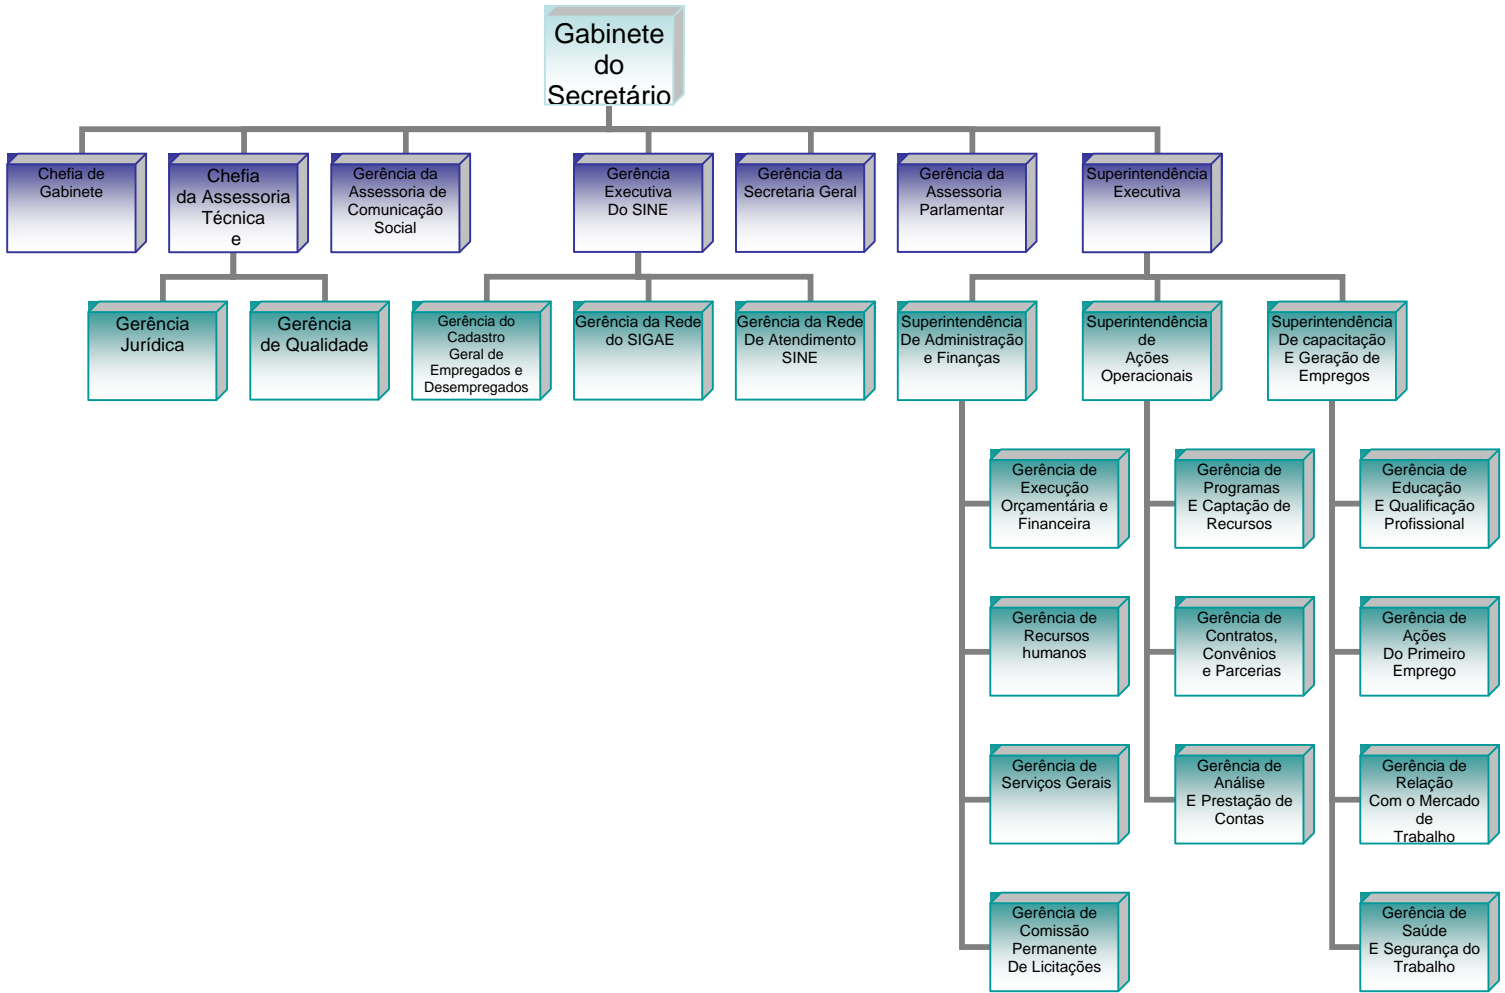 Gabinete
do
Secretário
Chefia de
Gabinete
Chefia
da Assessoria
Técnica
e
Gerência da
Assessoria de
Comunicação
Social
Gerência
Executiva
Do SINE
Gerência da
Secretaria Geral
Gerência da
Assessoria
Parlamentar
Superintendência
Executiva
Gerência
Jurídica
Gerência
de Qualidade
Gerência do
Cadastro
Geral de
Empregados e
Desempregados
Gerência da Rede
do SIGAE
Gerência da Rede
De Atendimento
SINE
Superintendência
De Administração
e Finanças
Superintendência
de
Ações
Operacionais
Superintendência
De capacitação
E Geração de
Empregos
Gerência de
Execução
Orçamentária e
Financeira
Gerência de
Programas
E Captação de
Recursos
Gerência de
Educação
E Qualificação
Profissional
Gerência de
Recursos
humanos
Gerência de
Contratos,
Convênios
e Parcerias
Gerência de
Ações
Do Primeiro
Emprego
Gerência de
Serviços Gerais
Gerência de
Análise
E Prestação de
Contas
Gerência de
Relação
Com o Mercado
de
Trabalho
Gerência de
Comissão
Permanente
De Licitações
Gerência de
Saúde
E Segurança do
Trabalho